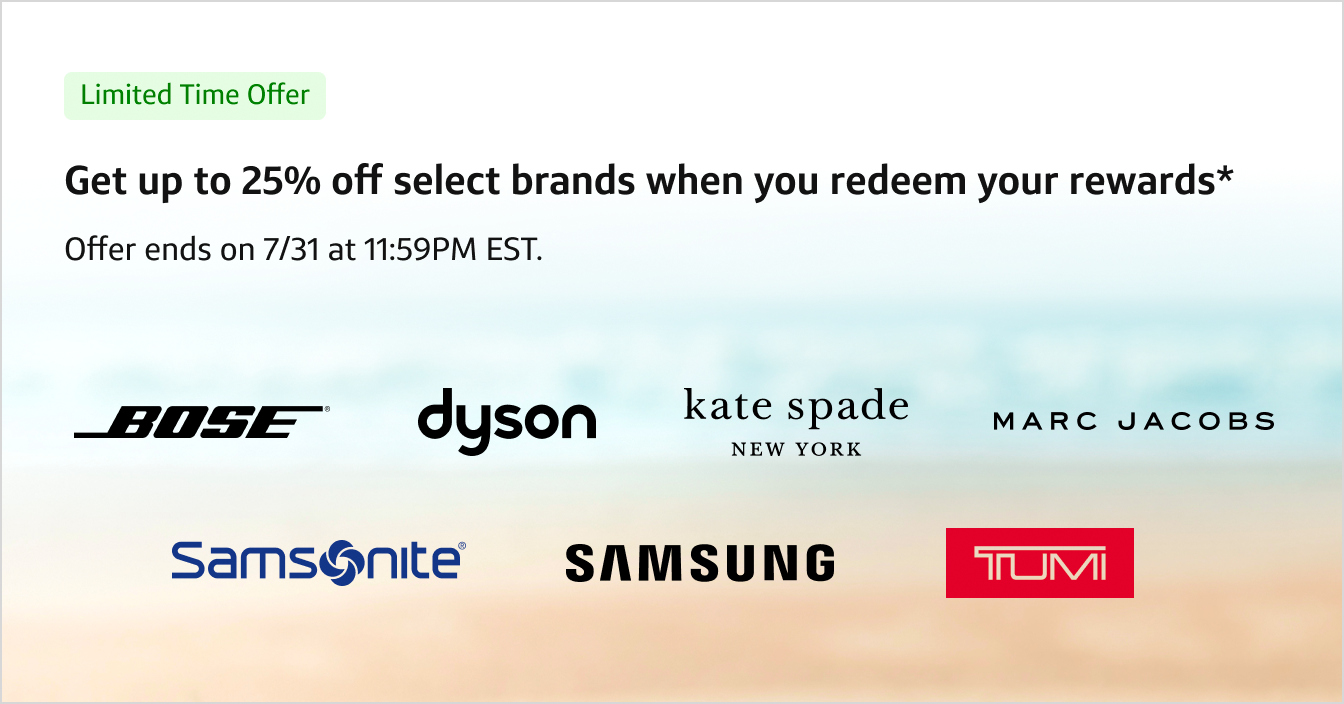 Limited Time Offer
Get up to 25% off select brands when you redeem your rewards*
Offer ends on 7/31 at 11:59PM EST.
BOSE®
dyson
kate spade
NEW YORK
MARC JACOBS
Samsonite®
SAMSUNG
TUMI